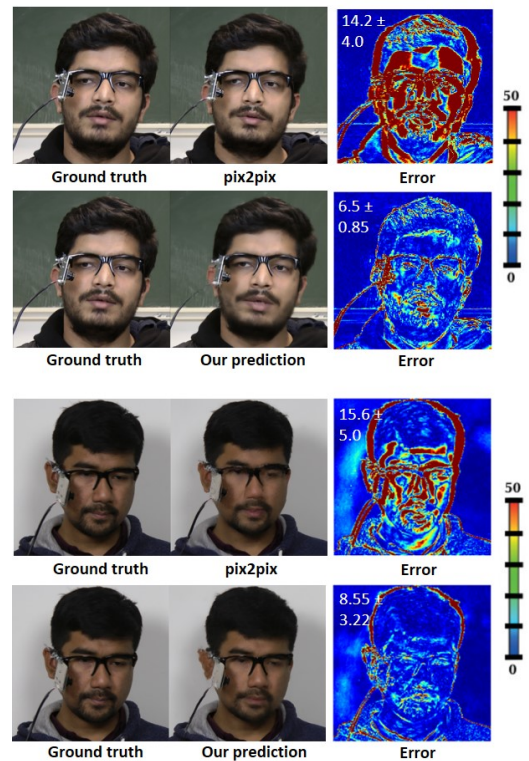 14.2 ±
4.0
50
0
Ground truth
pix2pix
Error
6.5 ±
0.85
Ground truth
Our prediction
Error
15.6 ±
5.0
50
0
Ground truth
pix2pix
Error
8.55 ±
3.22
Ground truth
Our prediction
Error